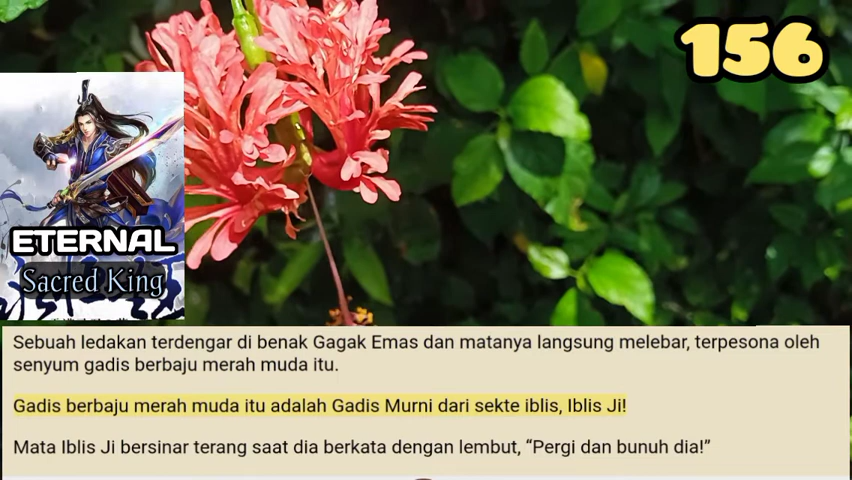 156
ETERNAL
Sacred King
Sebuah ledakan terdengar di benak Gagak Emas dan matanya langsung melebar, terpesona oleh
senyum gadis berbaju merah muda itu.
Gadis berbaju merah muda itu adalah Gadis Murni dari sekte iblis, Iblis Ji!
Mata Iblis Ji bersinar terang saat dia berkata dengan lembut, “Pergi dan bunuh dia!”